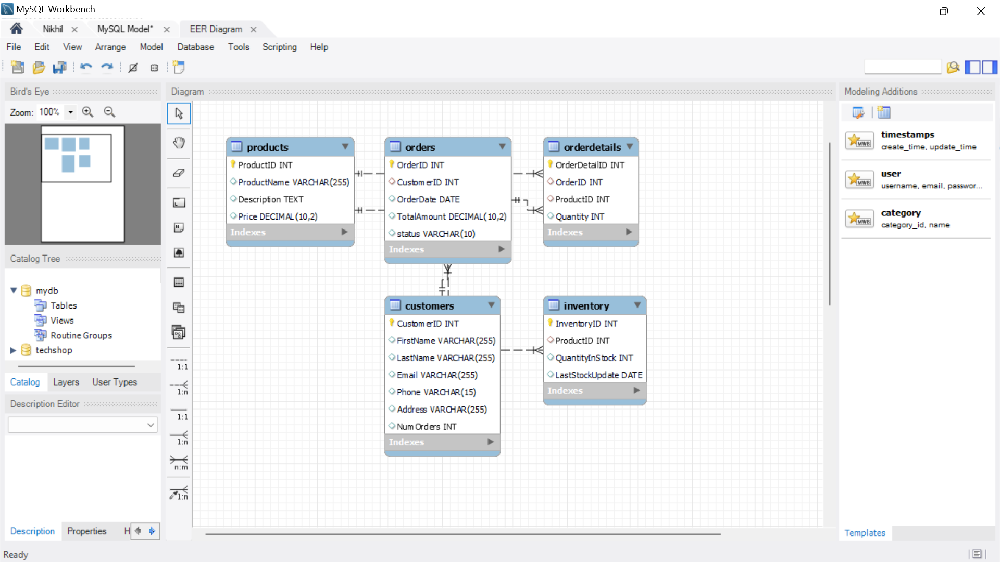 MySQL Workbench
Nikhil
MySQL Model*
EER Diagram
File Edit View Arrange Model Database Tools Scripting Help
Bird's Eye
Zoom: 100%
Catalog Tree
mydb
Tables
Views
Routine Groups
techshop
Catalog Layers User Types
Description Editor
Description Properties H
Ready
Diagram
1:1
1:n
1:1
1:n
n:m
1:n
products
ProductID INT
ProductName VARCHAR(255)
Description TEXT
Price DECIMAL(10,2)
Indexes
orders
OrderID INT
CustomerID INT
OrderDate DATE
TotalAmount DECIMAL(10,2)
status VARCHAR(10)
Indexes
orderdetails
OrderDetailID INT
OrderID INT
ProductID INT
Quantity INT
Indexes
customers
CustomerID INT
FirstName VARCHAR(255)
LastName VARCHAR(255)
Email VARCHAR(255)
Phone VARCHAR(15)
Address VARCHAR(255)
NumOrders INT
Indexes
inventory
InventoryID INT
ProductID INT
QuantityInStock INT
LastStockUpdate DATE
Indexes
Modeling Additions
MWB
timestamps
create_time, update_time
MWB
user
username, email, passwor...
MWB
category
category_id, name
Templates